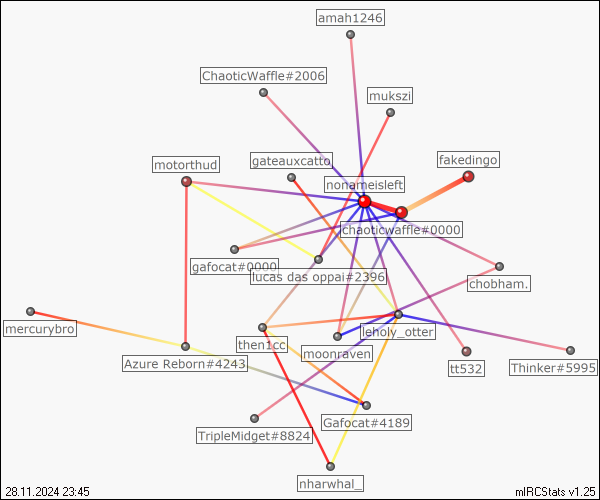 amah1246
ChaoticWaffle#2006
mukszi
motorthud
gateauxcatto
fakedingo
nonameisleft
chaoticwaffle#0000
gafocat#0000
lucas das oppai#2396
chobham.
mercurybro
then1cc
leholy_otter
moonraven
Azure Reborn#4243
tt532
Thinker#5995
Gafocat#4189
TripleMidget#8824
nharwhal_
28.11.2024 23:45
mIRCStats v1.25